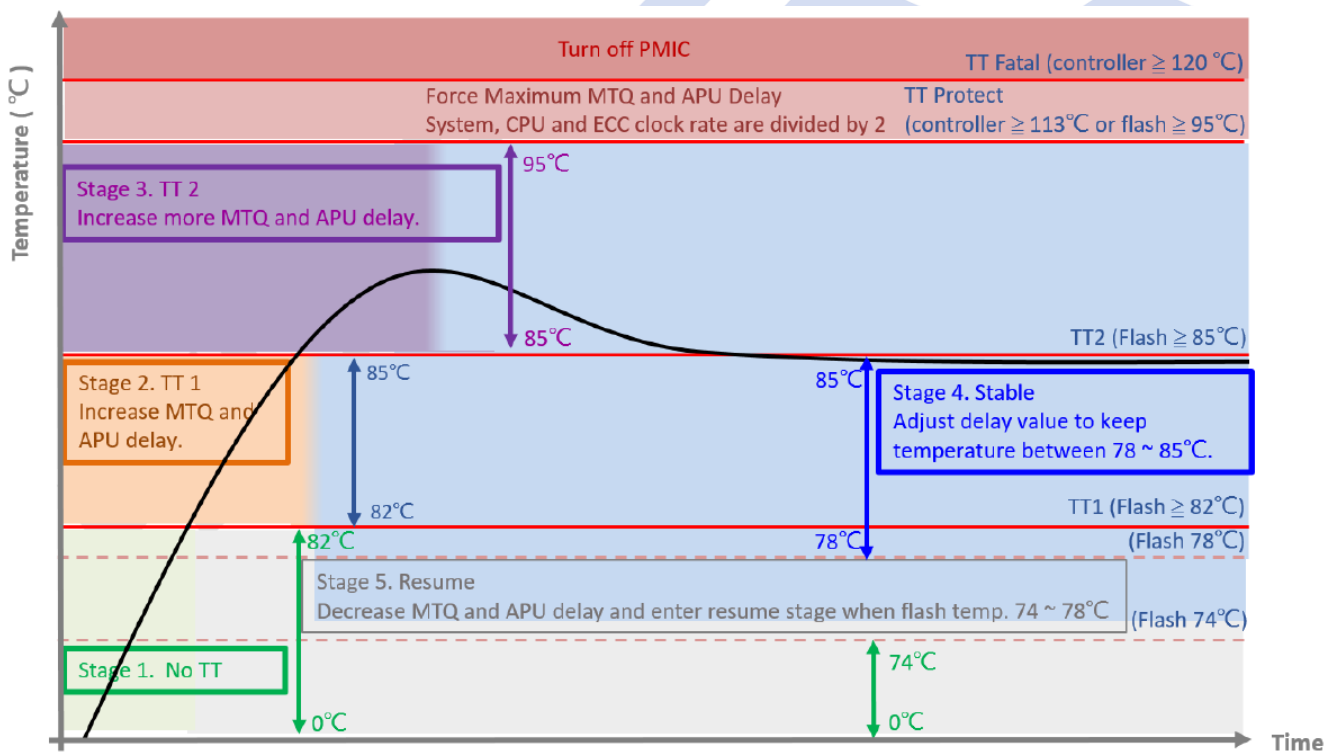 Temperature (℃)
Turn off PMIC
TT Fatal (controller ≧ 120 ℃)
Force Maximum MTQ and APU Delay
System, CPU and ECC clock rate are divided by 2
TT Protect
(controller ≧ 113℃ or flash ≧ 95℃)
95℃
Stage 3. TT 2
Increase more MTQ and APU delay.
85℃
TT2 (Flash ≧ 85℃)
Stage 2. TT 1
Increase MTQ and
APU delay.
85℃
85℃
Stage 4. Stable
Adjust delay value to keep
temperature between 78 ~ 85℃.
82℃
TT1 (Flash ≧ 82℃)
82℃
78℃
(Flash 78℃)
Stage 5. Resume
Decrease MTQ and APU delay and enter resume stage when flash temp. 74 ~ 78℃
(Flash 74℃)
Stage 1. No TT
74℃
0℃
0℃
Time